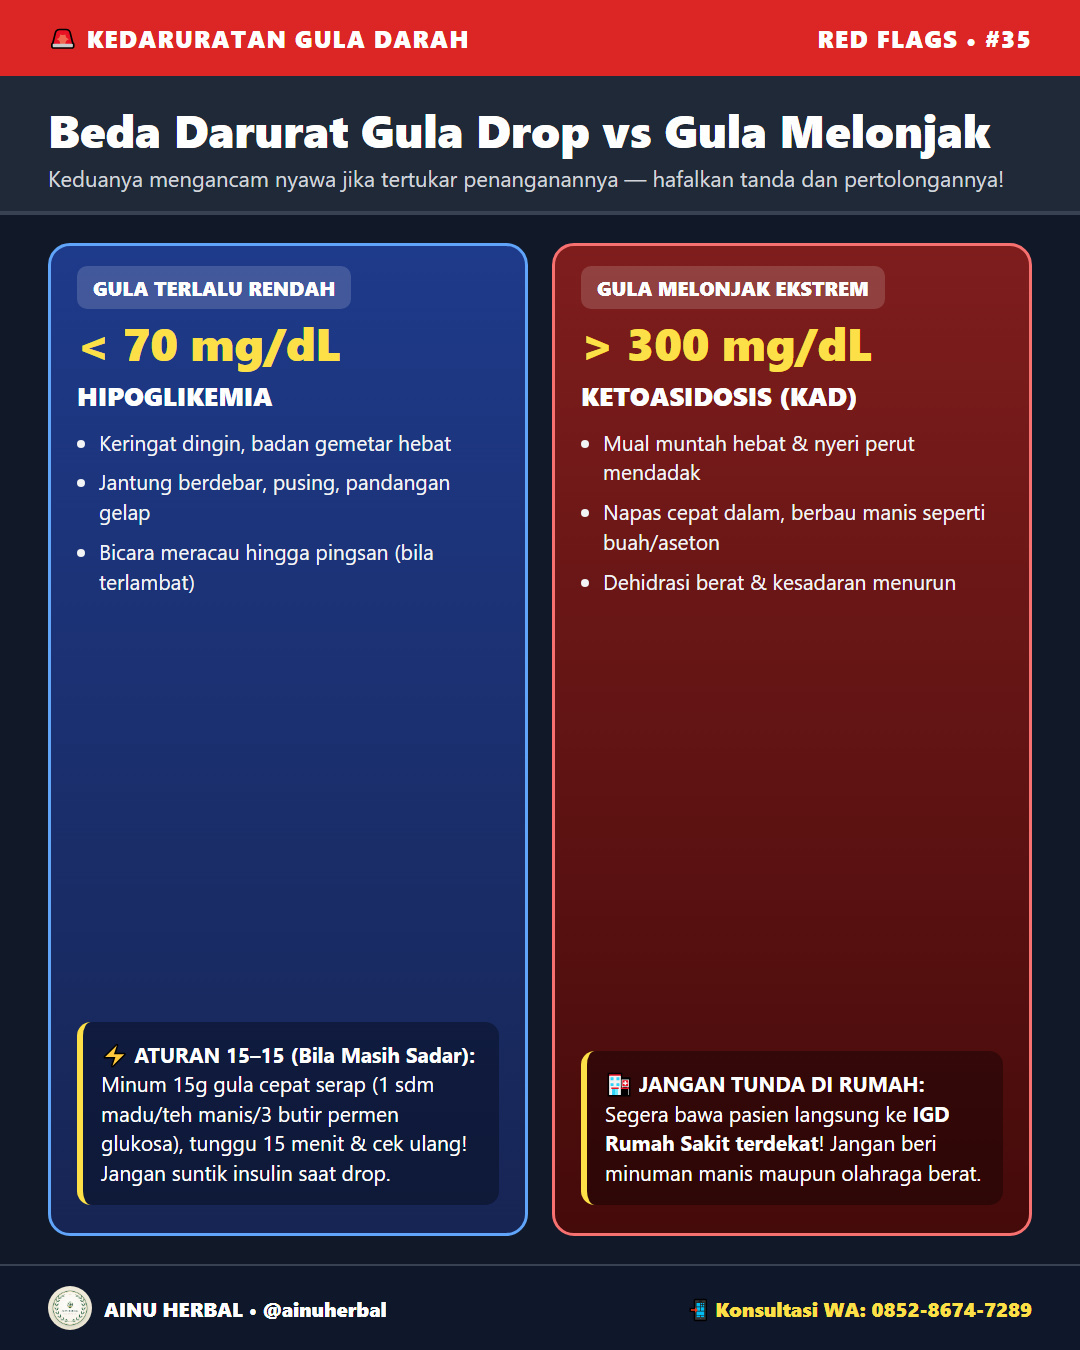 🚨 KEDARURATAN GULA DARAH
RED FLAGS • #35
Beda Darurat Gula Drop vs Gula Melonjak
Keduanya mengancam nyawa jika tertukar penanganannya — hafalkan tanda dan pertolongannya!
GULA TERLALU RENDAH
< 70 mg/dL
HIPOGLIKEMIA
• Keringat dingin, badan gemetar hebat
• Jantung berdebar, pusing, pandangan
gelap
• Bicara meracau hingga pingsan (bila
terlambat)
⚡ ATURAN 15–15 (Bila Masih Sadar):
Minum 15g gula cepat serap (1 sdm
madu/teh manis/3 butir permen
glukosa), tunggu 15 menit & cek ulang!
Jangan suntik insulin saat drop.
GULA MELONJAK EKSTREM
> 300 mg/dL
KETOASIDOSIS (KAD)
• Mual muntah hebat & nyeri perut
mendadak
• Napas cepat dalam, berbau manis seperti
buah/aseton
• Dehidrasi berat & kesadaran menurun
🏥 JANGAN TUNDA DI RUMAH:
Segera bawa pasien langsung ke IGD
Rumah Sakit terdekat! Jangan beri
minuman manis maupun olahraga berat.
AINU HERBAL • @ainuherbal
📲 Konsultasi WA: 0852-8674-7289